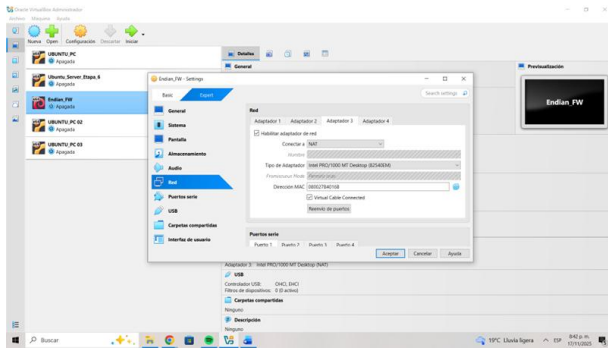 Oracle VirtualBox Administrador
Archivo Máquina Ayuda
Nueva Open Configuración Descartar Iniciar
UBUNTU_PC
Apagada
Ubuntu_Server_Etapa_6
Apagada
Endian_FW
Apagada
UBUNTU_PC 02
Apagada
UBUNTU_PC 03
Apagada
Detalles
General
Previsualización
Endian_FW
Endian_FW - Settings
Basic Expert
Search settings
General
Sistema
Pantalla
Almacenamiento
Audio
Red
Puertos serie
USB
Carpetas compartidas
Interfaz de usuario
Red
Adaptador 1 Adaptador 2 Adaptador 3 Adaptador 4
Habilitar adaptador de red
Conectar a NAT
Nombre
Tipo de Adaptador Intel PRO/1000 MT Desktop (82540EM)
Promiscuous Mode
Dirección MAC 080027B40168
Virtual Cable Connected
Reenvío de puertos
Puertos serie
Puerto 1 Puerto 2 Puerto 3 Puerto 4
Aceptar Cancelar Ayuda
Adaptador 3: Intel PRO/1000 MT Desktop (NAT)
USB
Controlador USB: OHCI, EHCI
Filtros de dispositivos: 0 (0 activo)
Carpetas compartidas
Ninguno
Descripción
Ninguno
Buscar
19°C Lluvia ligera
ESP
8:42 p. m.
17/11/2025